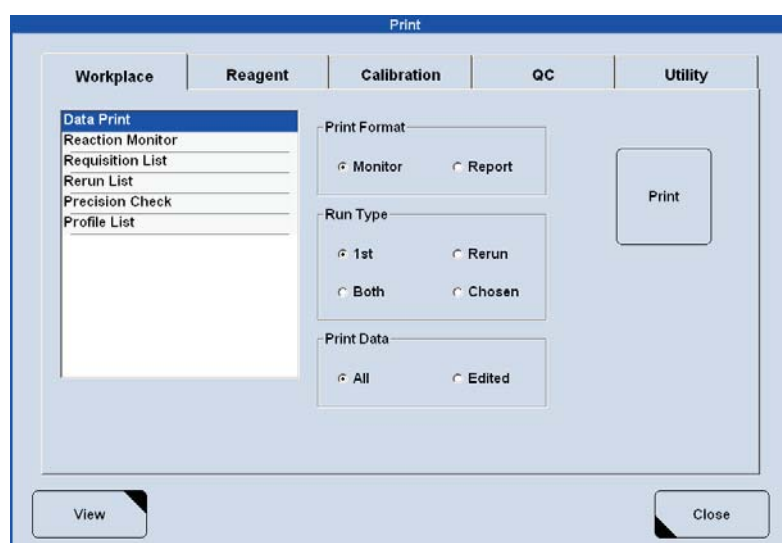 Print
Workplace
Reagent
Calibration
QC
Utility
Data Print
Reaction Monitor
Requisition List
Rerun List
Precision Check
Profile List
Print Format
Monitor
Report
Run Type
1st
Rerun
Both
Chosen
Print Data
All
Edited
Print
View
Close